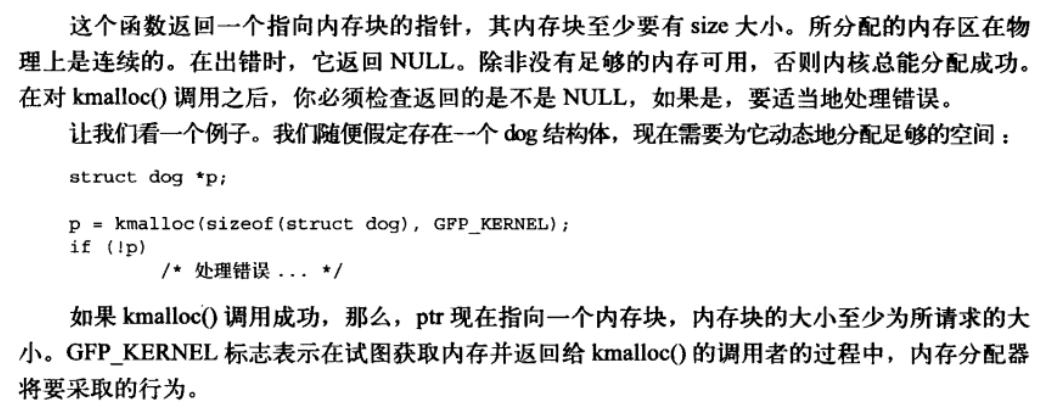 这个函数返回一个指向内存块的指针，其内存块至少要有 size 大小。所分配的内存区在物
理上是连续的。在出错时，它返回 NULL。除非没有足够的内存可用，否则内核总能分配成功。
在对 kmalloc() 调用之后，你必须检查返回的是不是 NULL，如果是，要适当地处理错误。
让我们看一个例子。我们随便假定存在一个 dog 结构体，现在需要为它动态地分配足够的空间：
struct dog *p;
p = kmalloc(sizeof(struct dog), GFP_KERNEL);
if (!p)
/* 处理错误 ... */
如果 kmalloc() 调用成功，那么，ptr 现在指向一个内存块，内存块的大小至少为所请求的大
小。GFP_KERNEL 标志表示在试图获取内存并返回给 kmalloc() 的调用者的过程中，内存分配器
将要采取的行为。